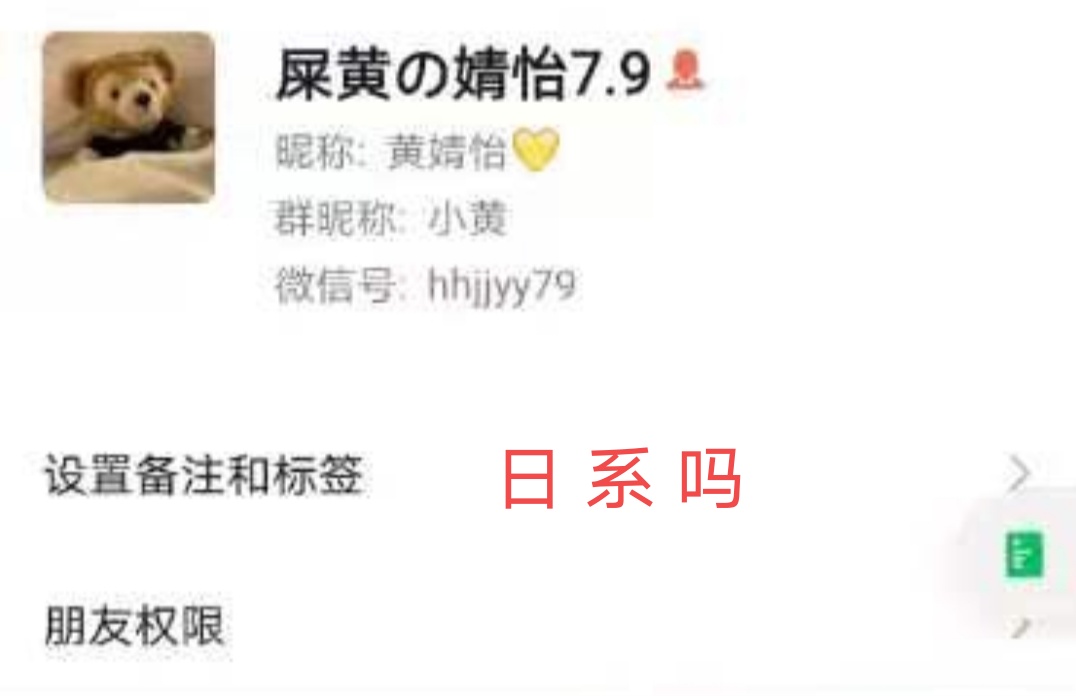 屎黄の婧怡7.9
昵称: 黄婧怡💛
群昵称: 小黄
微信号: hhjjyy79
设置备注和标签
日系吗
朋友权限